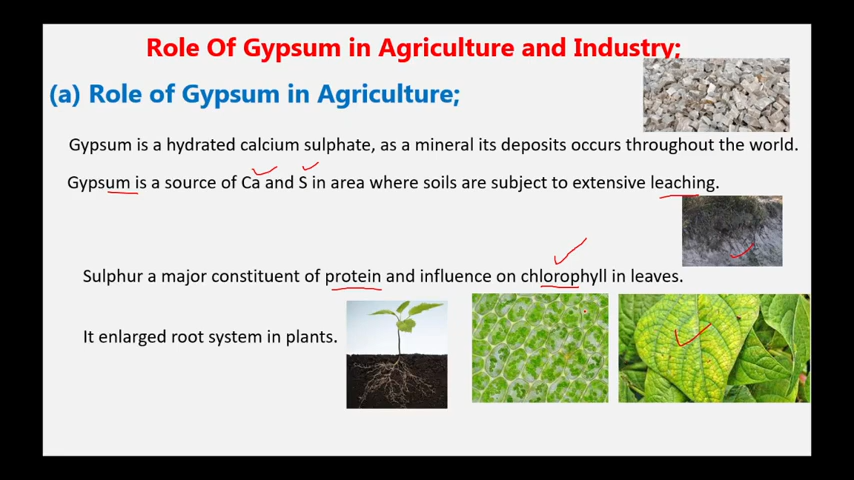 Role Of Gypsum in Agriculture and Industry;
(a) Role of Gypsum in Agriculture;
Gypsum is a hydrated calcium sulphate, as a mineral its deposits occurs throughout the world.
Gypsum is a source of Ca and S in area where soils are subject to extensive leaching.
Sulphur a major constituent of protein and influence on chlorophyll in leaves.
It enlarged root system in plants.